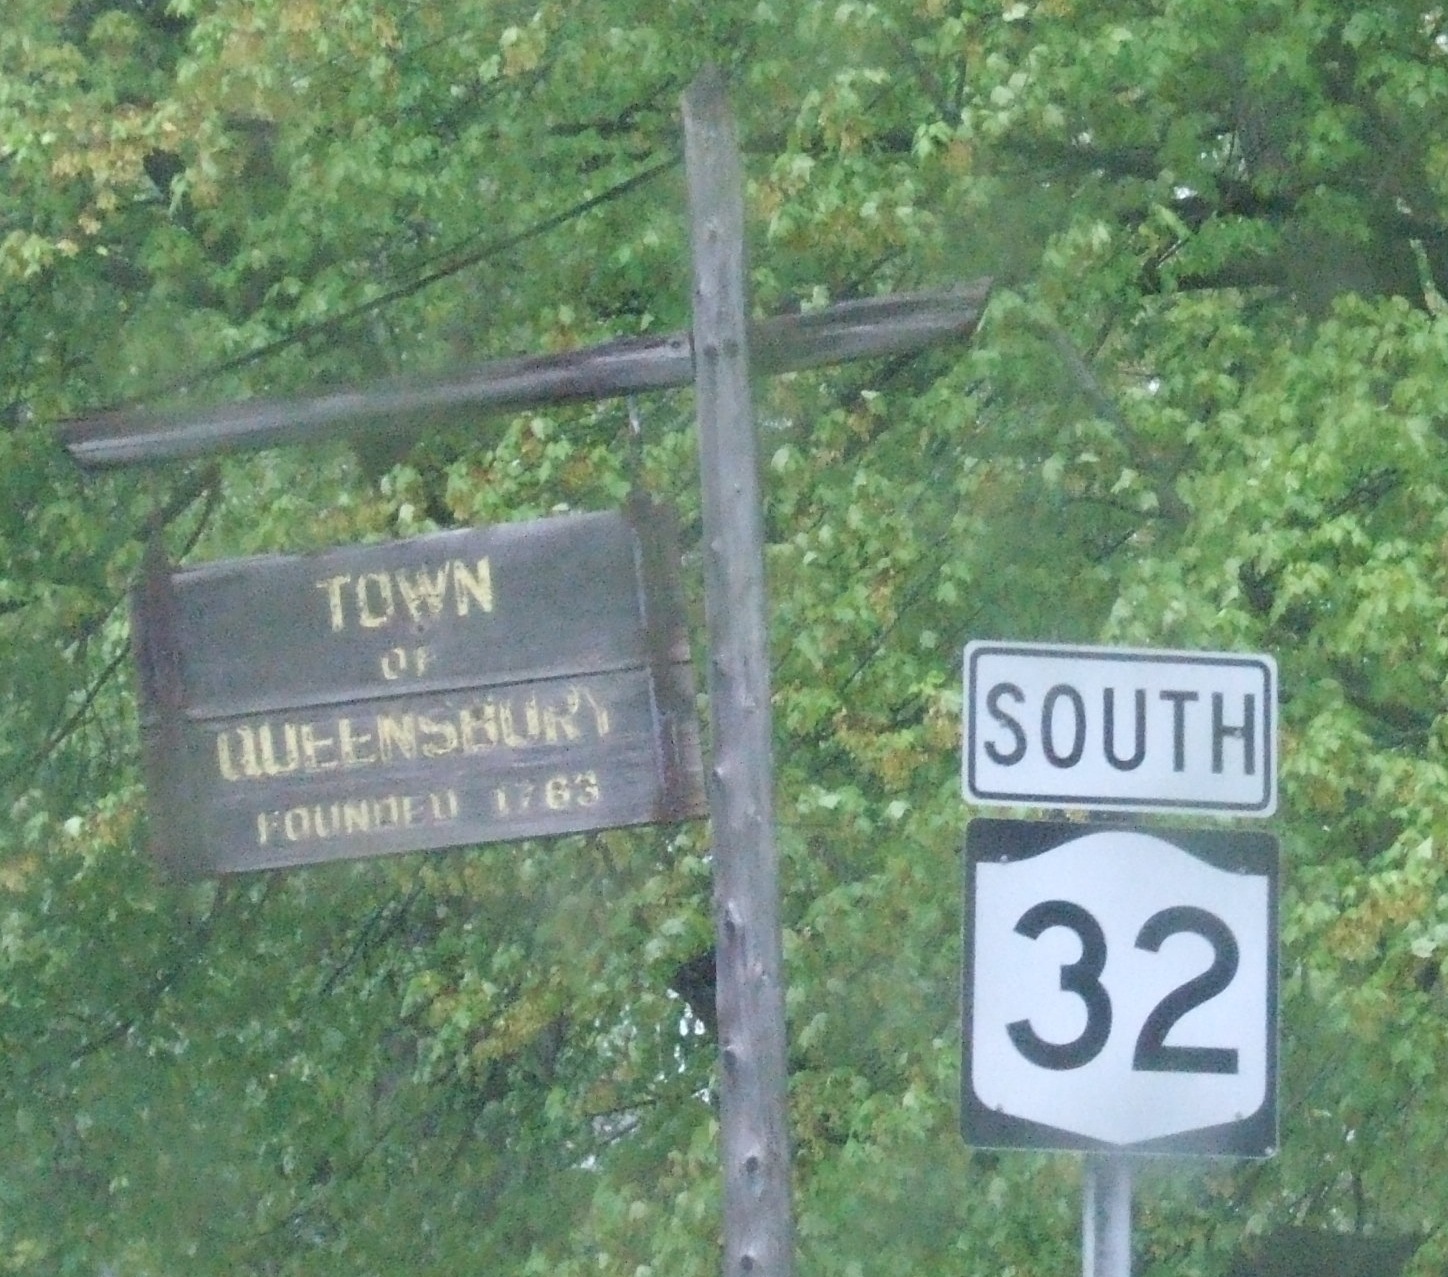 TOWN
OF
QUEENSBURY
FOUNDED 1763
SOUTH
32